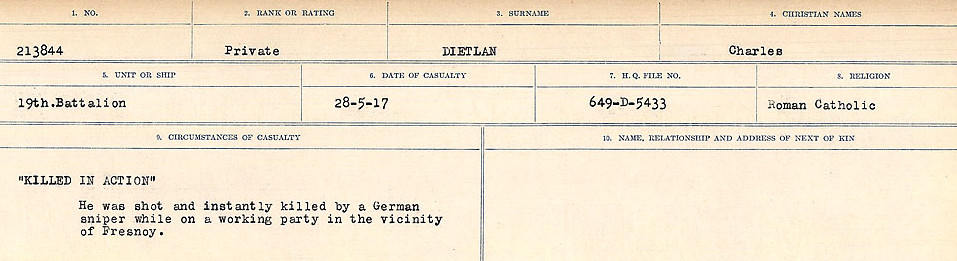 1. NO. 2. RANK OR RATING 3. SURNAME 4. CHRISTIAN NAMES
213844 Private DIETLAN Charles
5. UNIT OR SHIP 6. DATE OF CASUALTY 7. H.Q. FILE NO. 8. RELIGION
19th.Battalion 28-5-17 649-D-5433 Roman Catholic
9. CIRCUMSTANCES OF CASUALTY 10. NAME, RELATIONSHIP AND ADDRESS OF NEXT OF KIN
"KILLED IN ACTION"
He was shot and instantly killed by a German
sniper while on a working party in the vicinity
of Fresnoy.